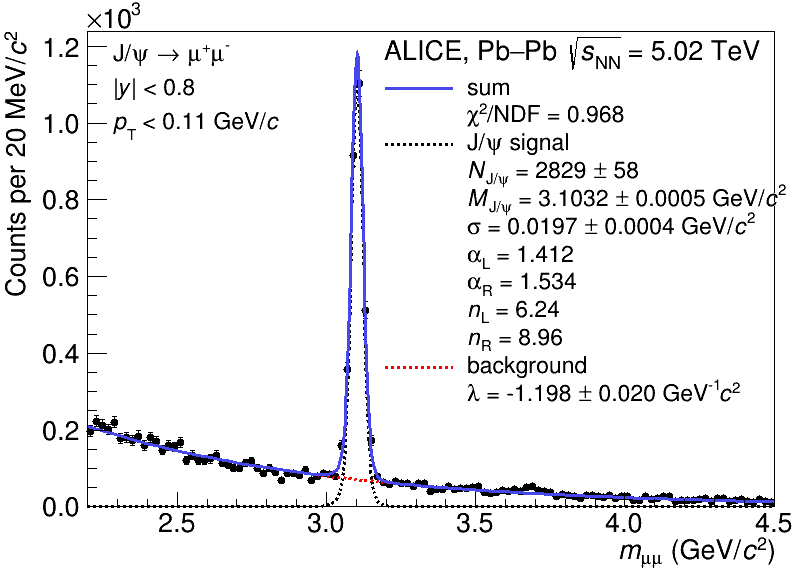 ×10³
J/ψ → μ⁺μ⁻
|y| < 0.8
p_T < 0.11 GeV/c
ALICE, Pb–Pb √s_NN = 5.02 TeV
sum
χ²/NDF = 0.968
J/ψ signal
N_J/ψ = 2829 ± 58
M_J/ψ = 3.1032 ± 0.0005 GeV/c²
σ = 0.0197 ± 0.0004 GeV/c²
α_L = 1.412
α_R = 1.534
n_L = 6.24
n_R = 8.96
background
λ = -1.198 ± 0.020 GeV⁻¹c²
Counts per 20 MeV/c²
1.2
1.0
0.8
0.6
0.4
0.2
0.0
2.5 3.0 3.5 4.0 4.5
m_μμ (GeV/c²)